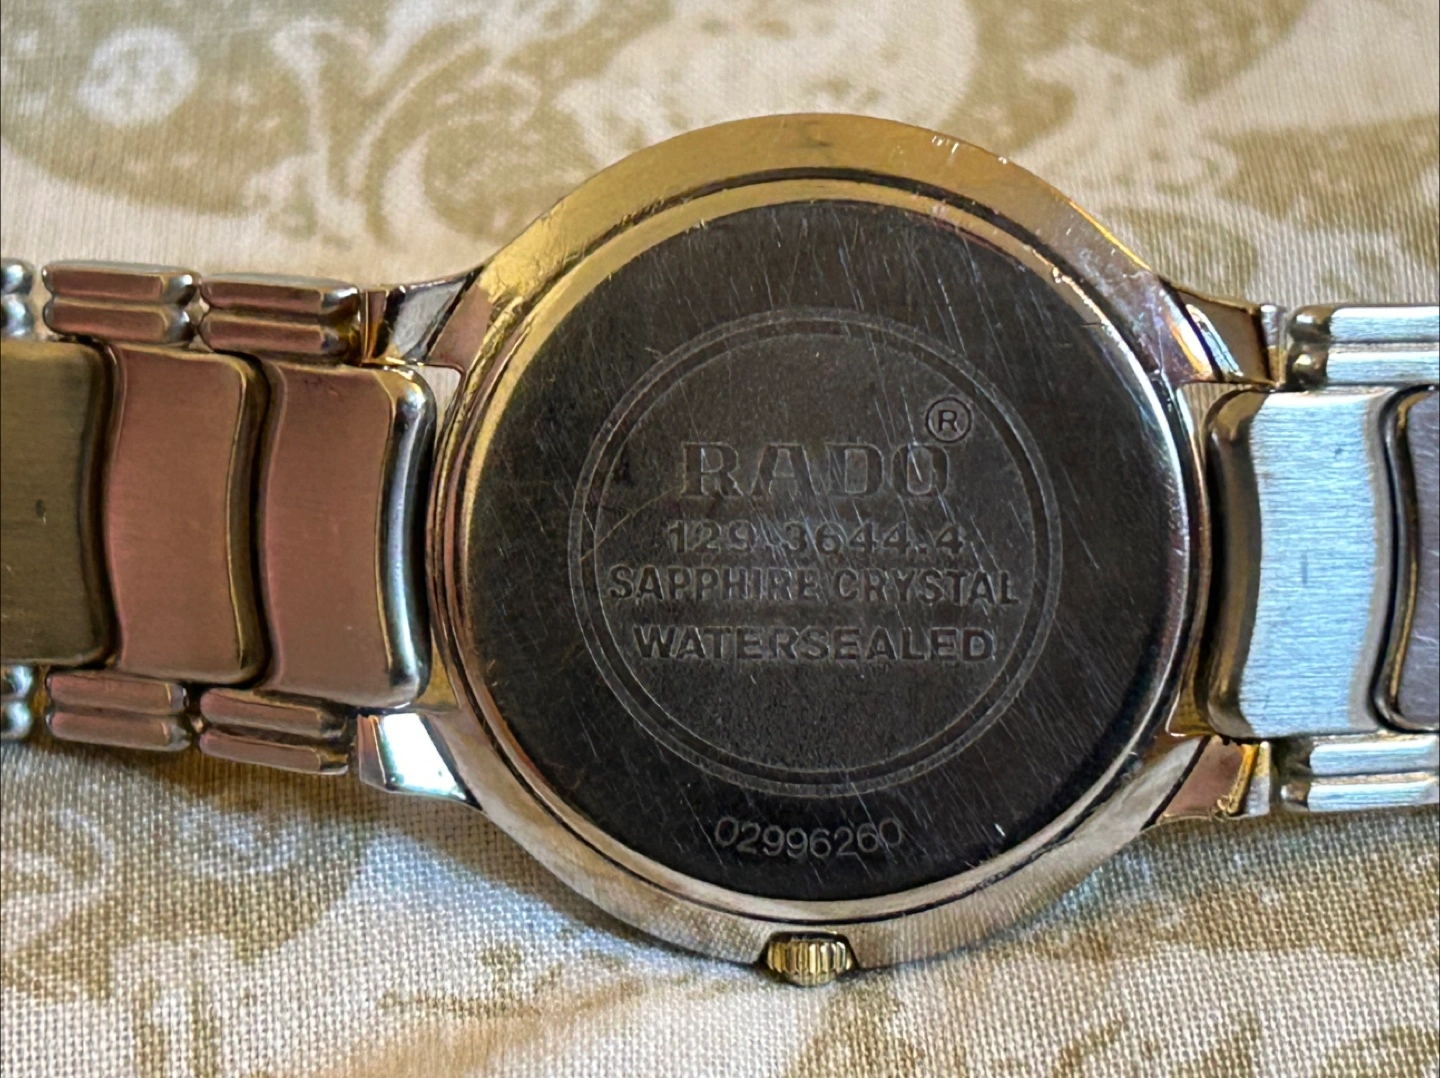 RADO®
129.3644.4
SAPPHIRE CRYSTAL
WATERSEALED
02996260